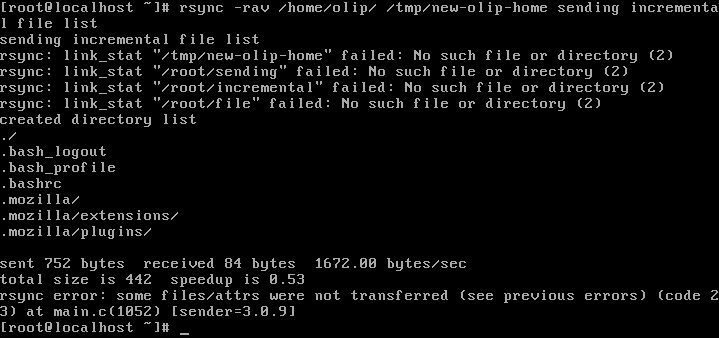 [root@localhost ~]# rsync -rav /home/olip/ /tmp/new-olip-home sending incrementa
l file list
sending incremental file list
rsync: link_stat "/tmp/new-olip-home" failed: No such file or directory (2)
rsync: link_stat "/root/sending" failed: No such file or directory (2)
rsync: link_stat "/root/incremental" failed: No such file or directory (2)
rsync: link_stat "/root/file" failed: No such file or directory (2)
created directory list
./
.bash_logout
.bash_profile
.bashrc
.mozilla/
.mozilla/extensions/
.mozilla/plugins/
sent 752 bytes  received 84 bytes  1672.00 bytes/sec
total size is 442  speedup is 0.53
rsync error: some files/attrs were not transferred (see previous errors) (code 2
3) at main.c(1052) [sender=3.0.9]
[root@localhost ~]# _